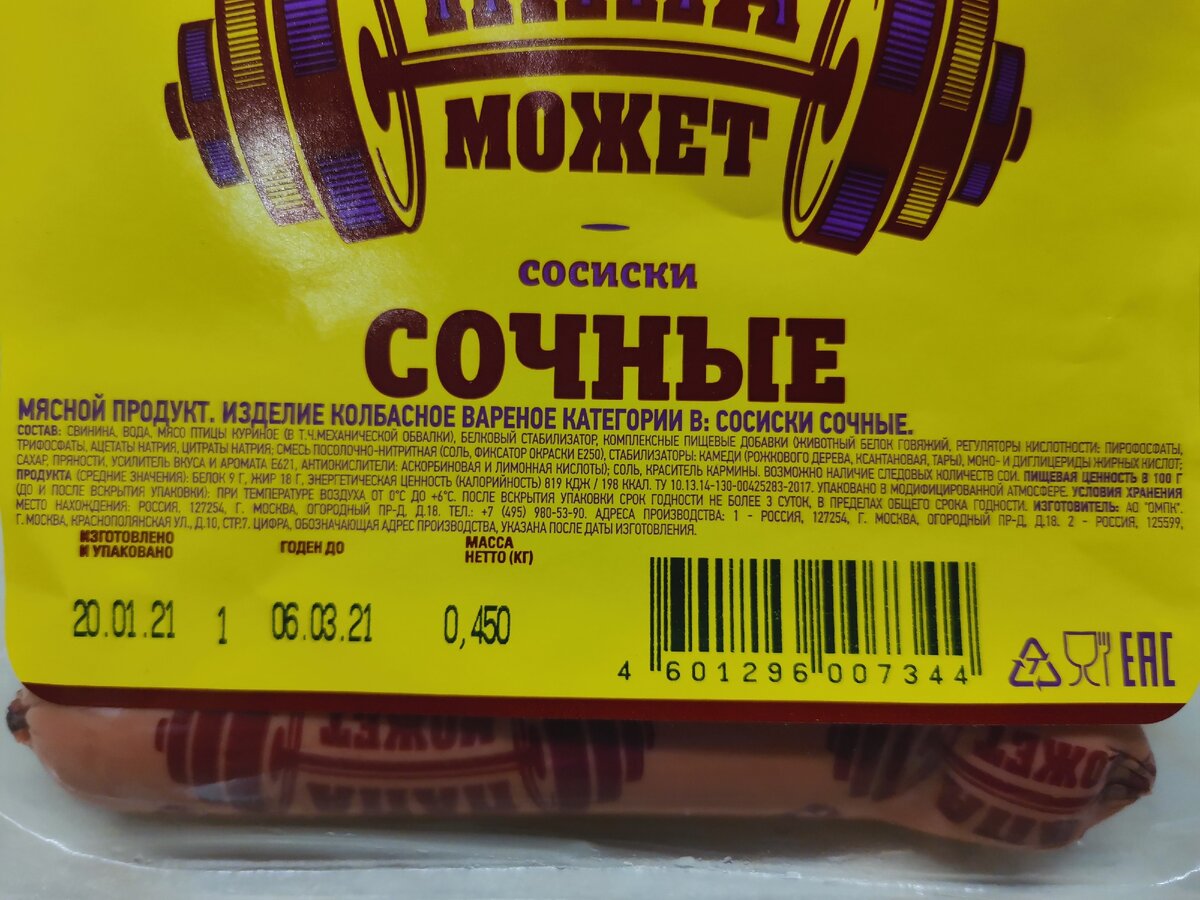 ПАПА
МОЖЕТ
СОСИСКИ
СОЧНЫЕ
МЯСНОЙ ПРОДУКТ. ИЗДЕЛИЕ КОЛБАСНОЕ ВАРЕНОЕ КАТЕГОРИИ В: СОСИСКИ СОЧНЫЕ.
СОСТАВ: СВИНИНА, ВОДА, МЯСО ПТИЦЫ КУРИНОЕ (В Т.Ч.МЕХАНИЧЕСКОЙ ОБВАЛКИ), БЕЛКОВЫЙ СТАБИЛИЗАТОР, КОМПЛЕКСНЫЕ ПИЩЕВЫЕ ДОБАВКИ (ЖИВОТНЫЙ БЕЛОК ГОВЯЖИЙ, РЕГУЛЯТОРЫ КИСЛОТНОСТИ: ПИРОФОСФАТЫ,
ТРИФОСФАТЫ, АЦЕТАТЫ НАТРИЯ, ЦИТРАТЫ НАТРИЯ; СМЕСЬ ПОСОЛОЧНО-НИТРИТНАЯ (СОЛЬ, ФИКСАТОР ОКРАСКИ Е250), СТАБИЛИЗАТОРЫ: КАМЕДИ (РОЖКОВОГО ДЕРЕВА, КСАНТАНОВАЯ, ТАРЫ), МОНО- И ДИГЛИЦЕРИДЫ ЖИРНЫХ КИСЛОТ;
САХАР, ПРЯНОСТИ, УСИЛИТЕЛЬ ВКУСА И АРОМАТА Е621, АНТИОКИСЛИТЕЛИ: АСКОРБИНОВАЯ И ЛИМОННАЯ КИСЛОТЫ); СОЛЬ, КРАСИТЕЛЬ КАРМИНЫ. ВОЗМОЖНО НАЛИЧИЕ СЛЕДОВЫХ КОЛИЧЕСТВ СОИ. ПИЩЕВАЯ ЦЕННОСТЬ В 100 Г
ПРОДУКТА (СРЕДНИЕ ЗНАЧЕНИЯ): БЕЛОК 9 Г, ЖИР 18 Г, ЭНЕРГЕТИЧЕСКАЯ ЦЕННОСТЬ (КАЛОРИЙНОСТЬ) 819 КДЖ / 198 ККАЛ. ТУ 10.13.14-130-00425283-2017. УПАКОВАНО В МОДИФИЦИРОВАННОЙ АТМОСФЕРЕ. УСЛОВИЯ ХРАНЕНИЯ
(ДО И ПОСЛЕ ВСКРЫТИЯ УПАКОВКИ): ПРИ ТЕМПЕРАТУРЕ ВОЗДУХА ОТ 0°С ДО +6°С. ПОСЛЕ ВСКРЫТИЯ УПАКОВКИ СРОК ГОДНОСТИ НЕ БОЛЕЕ 3 СУТОК, В ПРЕДЕЛАХ ОБЩЕГО СРОКА ГОДНОСТИ. ИЗГОТОВИТЕЛЬ: АО "ОМПК".
МЕСТО НАХОЖДЕНИЯ: РОССИЯ, 127254, Г. МОСКВА, ОГОРОДНЫЙ ПР-Д, Д.18. ТЕЛ.: +7 (495) 980-53-90. АДРЕСА ПРОИЗВОДСТВА: 1 - РОССИЯ, 127254, Г. МОСКВА, ОГОРОДНЫЙ ПР-Д, Д.18. 2 - РОССИЯ, 125599,
Г. МОСКВА, КРАСНОПОЛЯНСКАЯ УЛ., Д.10, СТР.7. ЦИФРА, ОБОЗНАЧАЮЩАЯ АДРЕС ПРОИЗВОДСТВА, УКАЗАНА ПОСЛЕ ДАТЫ ИЗГОТОВЛЕНИЯ.
ИЗГОТОВЛЕНО
И УПАКОВАНО
ГОДЕН ДО
МАССА
НЕТТО (КГ)
20.01.21 1 06.03.21 0,450
4 601296 007344
7
EAC
МОЖЕТ
ПАПА
МОЖЕТ
ПАПА